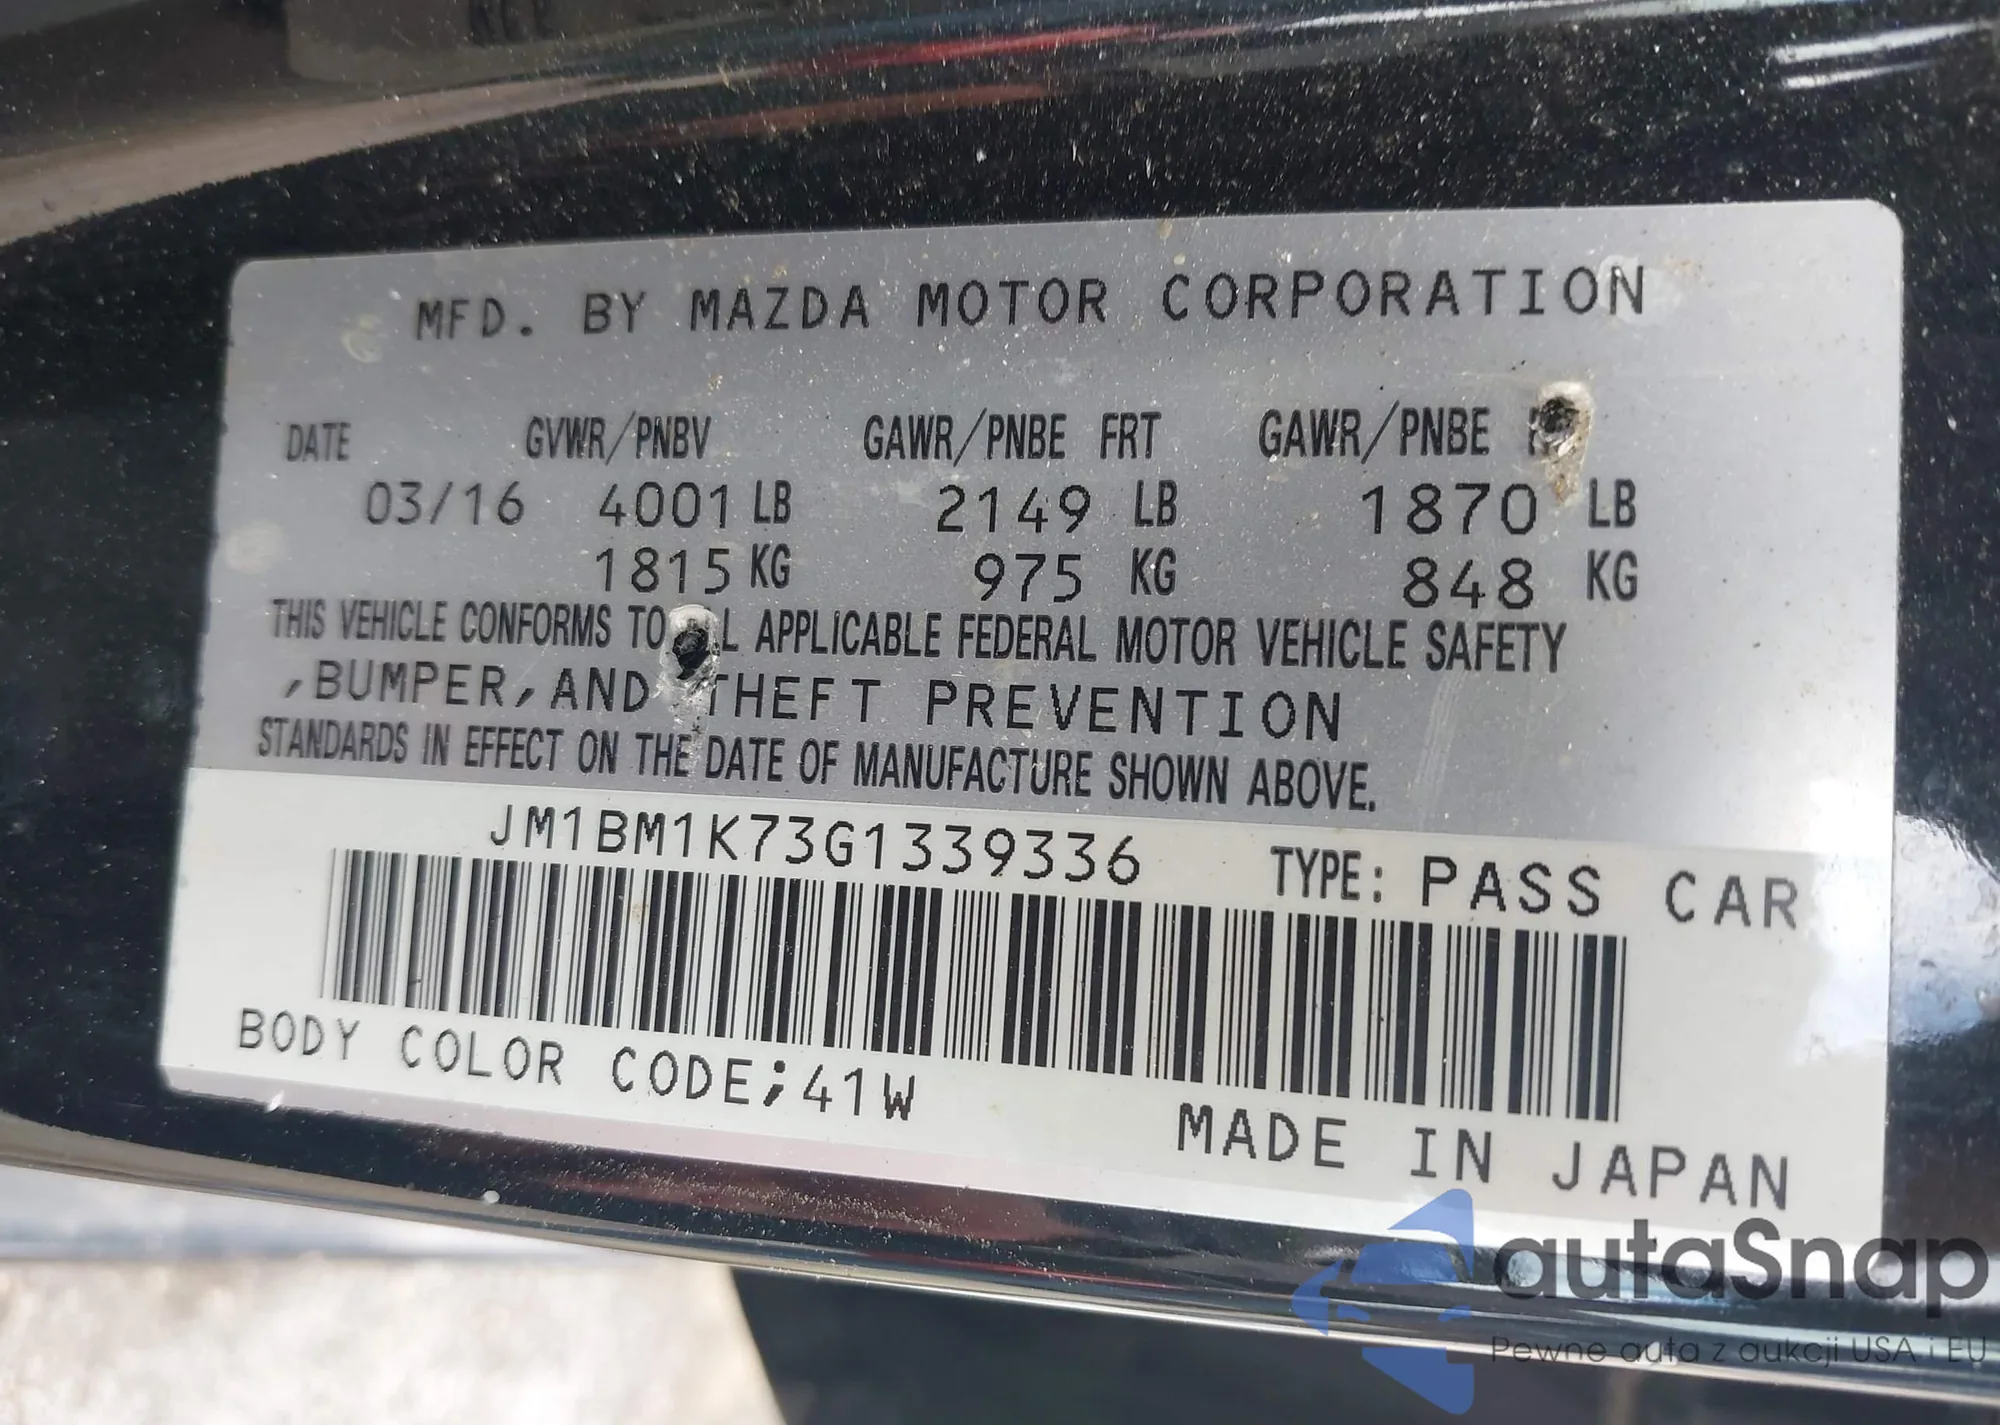 MFD. BY MAZDA MOTOR CORPORATION
DATE GVWR/PNBV GAWR/PNBE FRT GAWR/PNBE
03/16 4001 LB 2149 LB 1870 LB
1815 KG 975 KG 848 KG
THIS VEHICLE CONFORMS TO APPLICABLE FEDERAL MOTOR VEHICLE SAFETY
,BUMPER,AND THEFT PREVENTION
STANDARDS IN EFFECT ON THE DATE OF MANUFACTURE SHOWN ABOVE.
JM1BM1K73G1339336 TYPE: PASS CAR
BODY COLOR CODE;41W
MADE IN JAPAN
autaSnap
Pewne auta z aukcji USA i EU